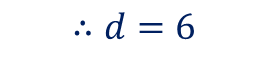 ∴ d = 6